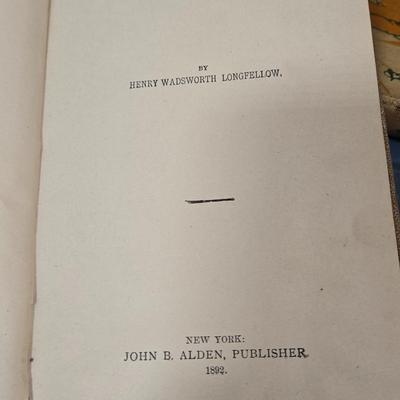 BY
HENRY WADSWORTH LONGFELLOW.
NEW YORK:
JOHN B. ALDEN, PUBLISHER
1892.